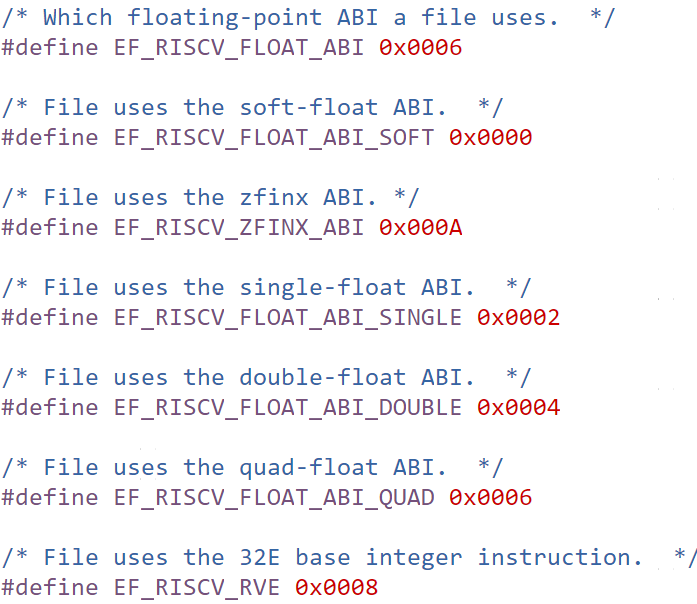 /* Which floating-point ABI a file uses.  */
#define EF_RISCV_FLOAT_ABI 0x0006
/* File uses the soft-float ABI.  */
#define EF_RISCV_FLOAT_ABI_SOFT 0x0000
/* File uses the zfinx ABI. */
#define EF_RISCV_ZFINX_ABI 0x000A
/* File uses the single-float ABI.  */
#define EF_RISCV_FLOAT_ABI_SINGLE 0x0002
/* File uses the double-float ABI.  */
#define EF_RISCV_FLOAT_ABI_DOUBLE 0x0004
/* File uses the quad-float ABI.  */
#define EF_RISCV_FLOAT_ABI_QUAD 0x0006
/* File uses the 32E base integer instruction.  */
#define EF_RISCV_RVE 0x0008